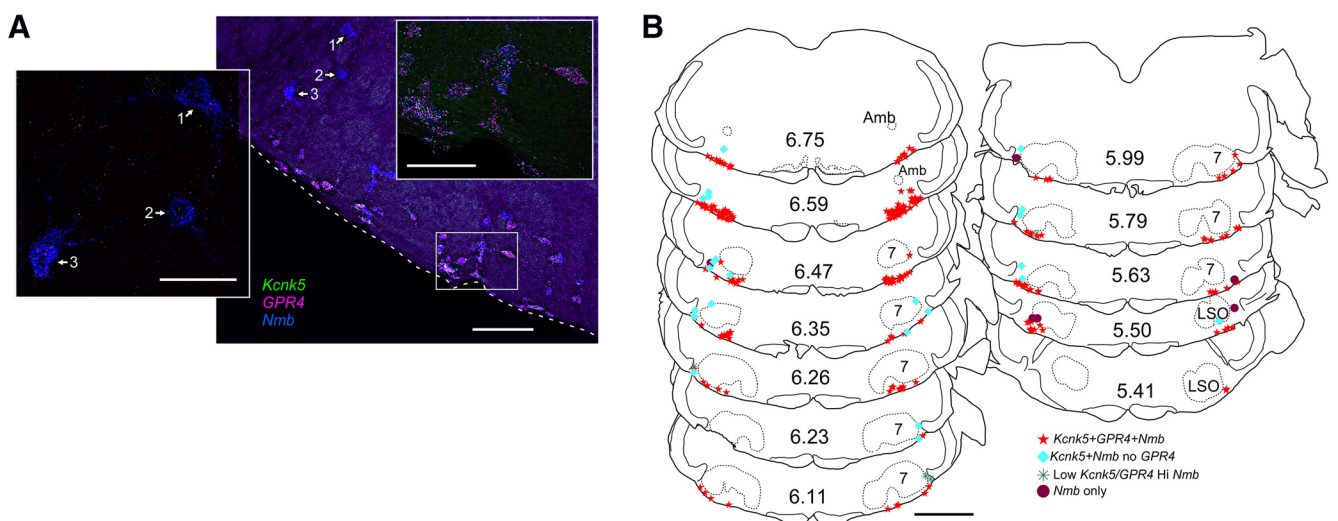 A
1
2
3
1
2
3
Kcnk5
GPR4
Nmb
B
Amb
6.75
Amb
6.59
7
6.47
7
6.35
7
6.26
7
6.23
7
6.11
7
5.99
7
5.79
7
5.63
LSO
5.50
LSO
5.41
Kcnk5+GPR4+Nmb
Kcnk5+Nmb no GPR4
Low Kcnk5/GPR4 Hi Nmb
Nmb only